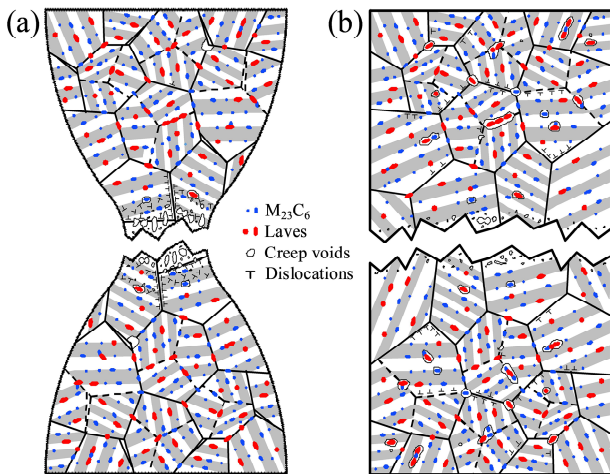 (a)
(b)
M₂₃C₆
Laves
Creep voids
Dislocations